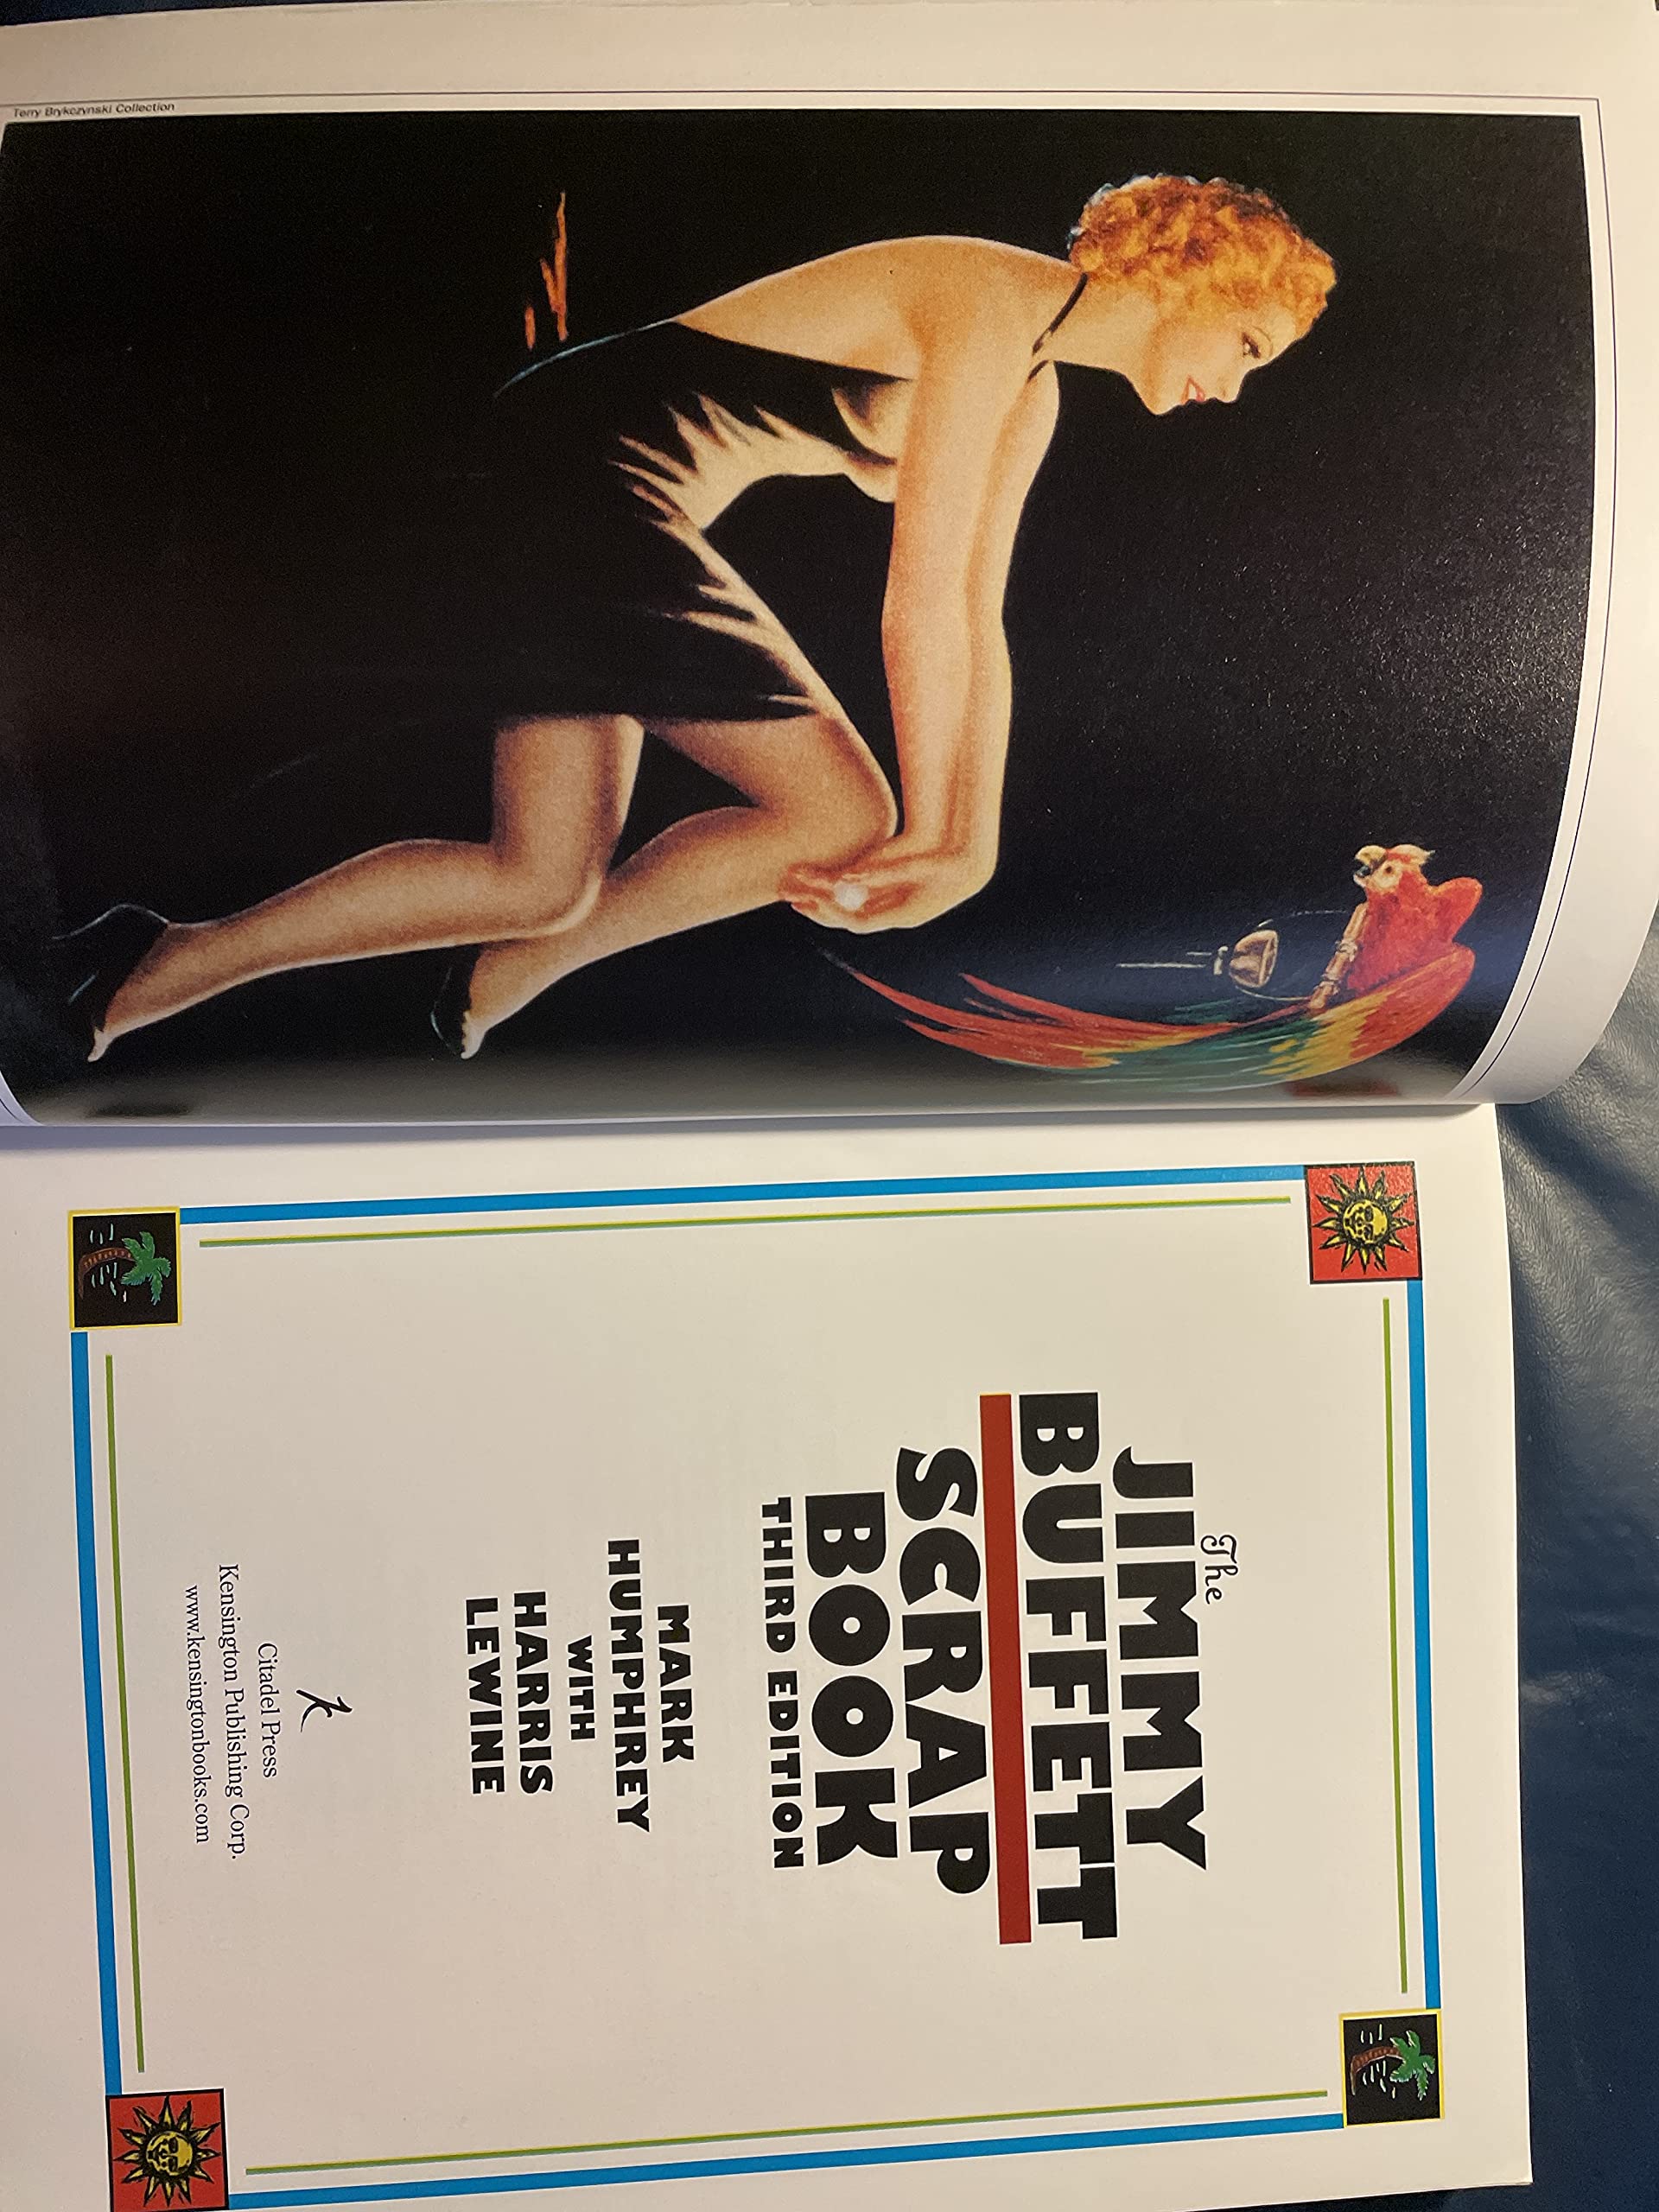 Terry Brykczynski Collection
The
JIMMY
BUFFETT
SCRAP
BOOK
THIRD EDITION
MARK
HUMPHREY
WITH
HARRIS
LEWINE
k
Citadel Press
Kensington Publishing Corp.
www.kensingtonbooks.com